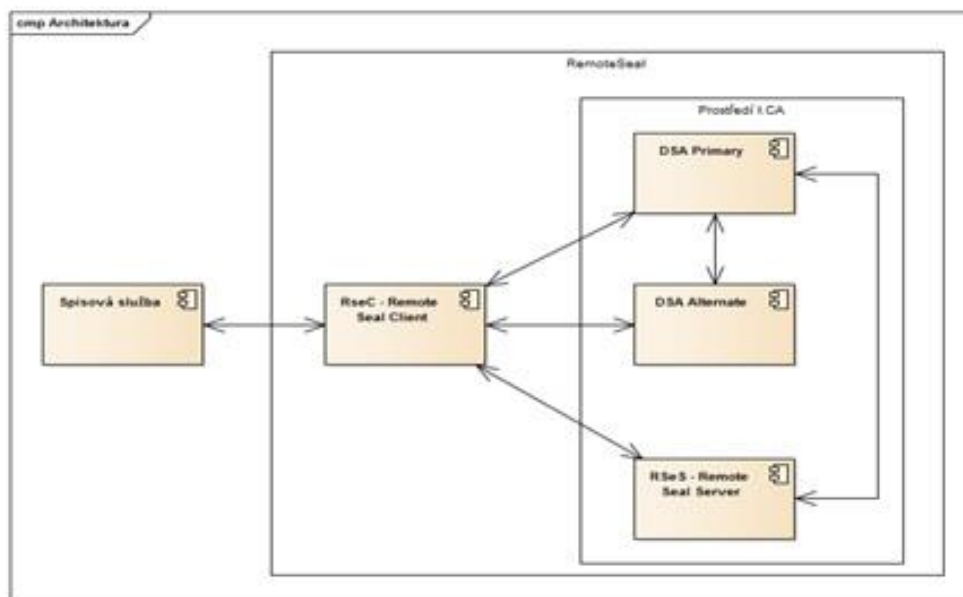 cmp Architektura
RemoteSeal
Prostředí I.CA
DSA Primary
Spisová služba
RseC - Remote
Seal Client
DSA Alternate
RSeS - Remote
Seal Server